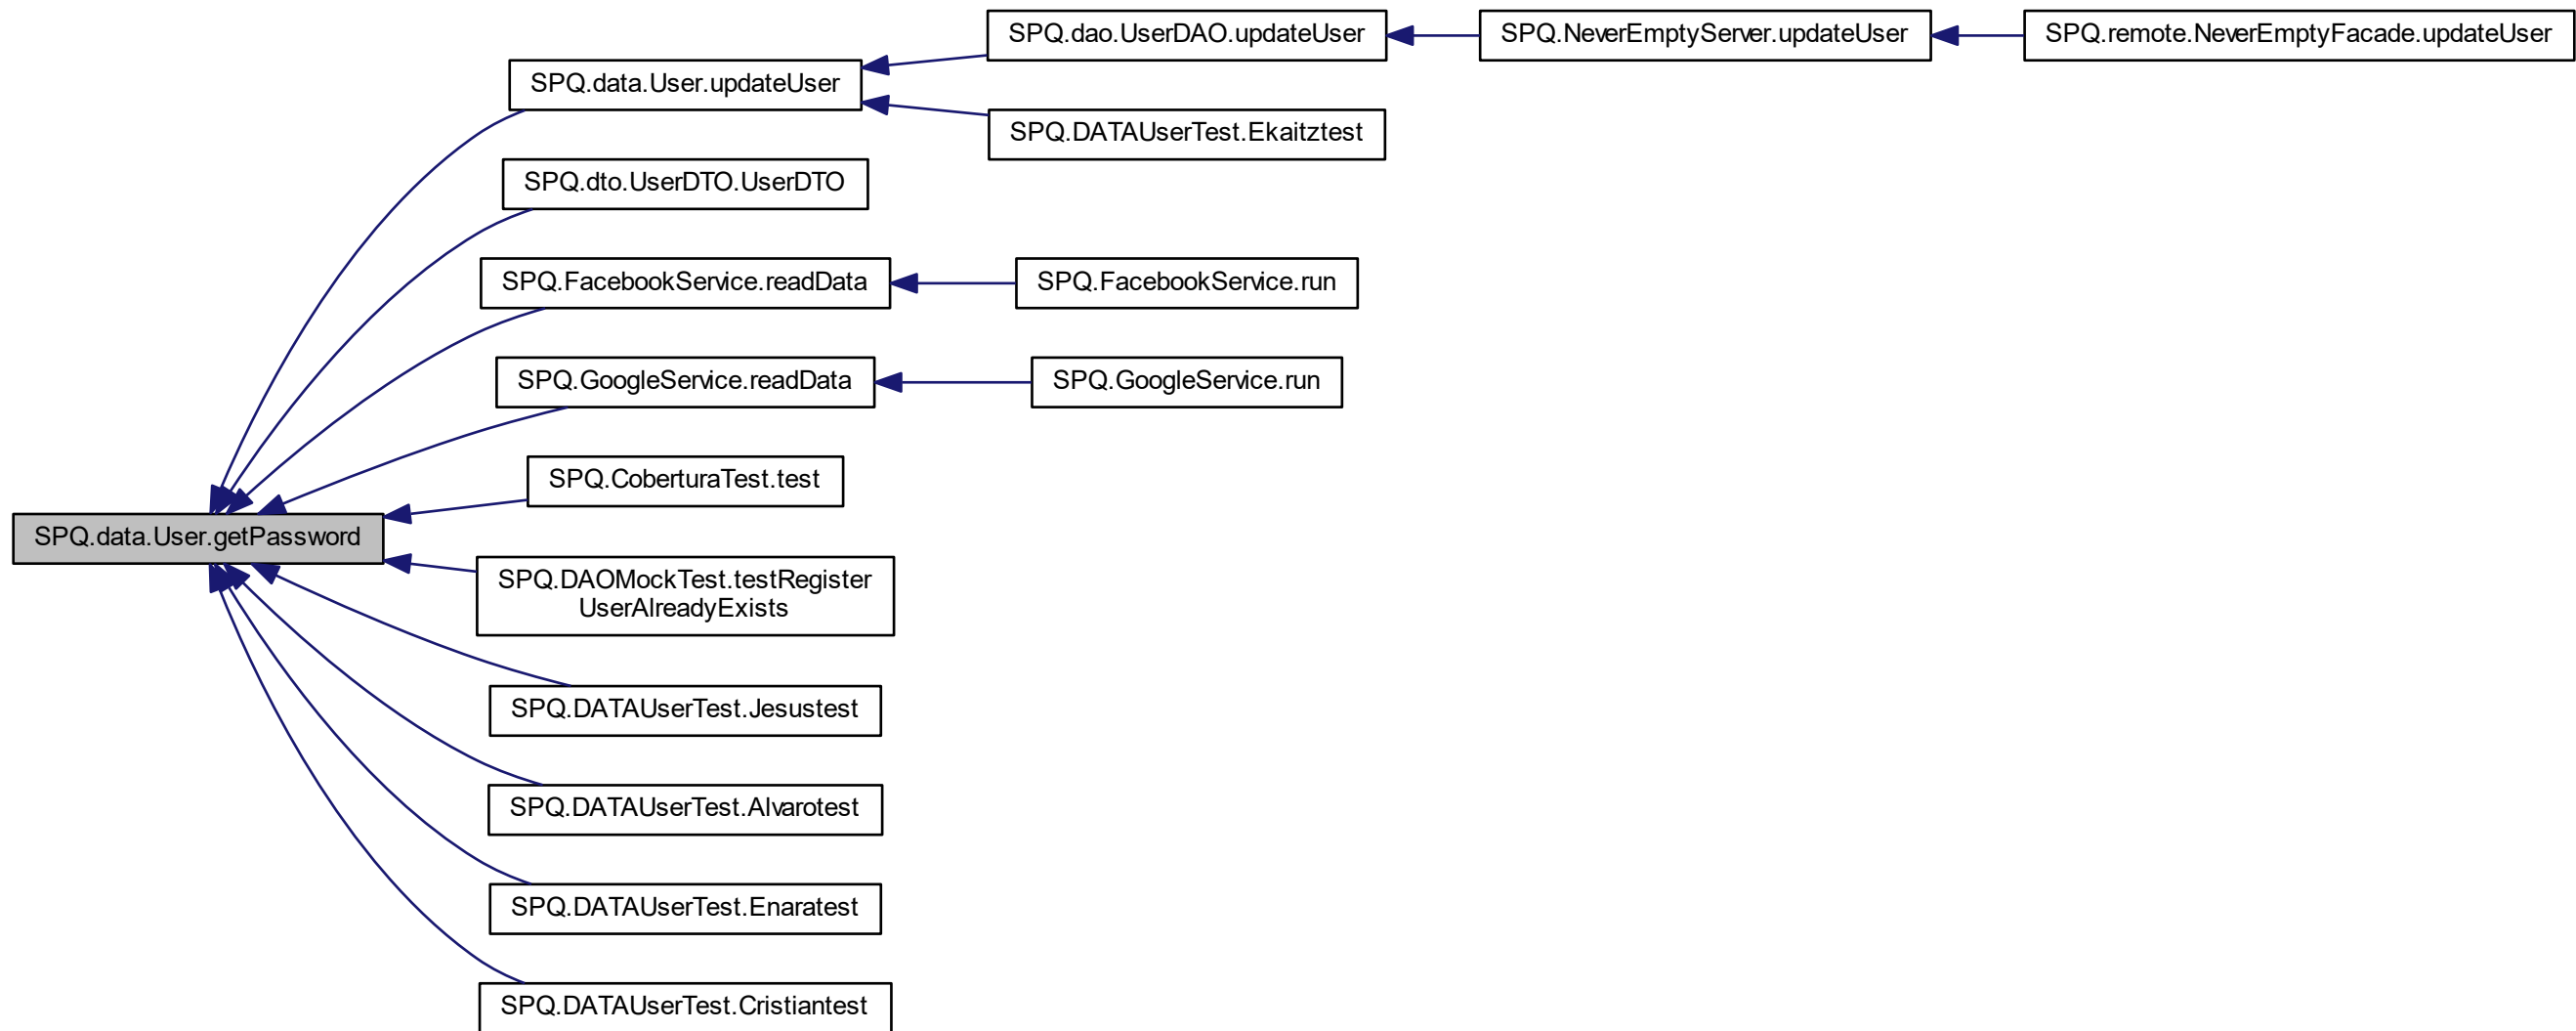 SPQ.dao.UserDAO.updateUser
SPQ.NeverEmptyServer.updateUser
SPQ.remote.NeverEmptyFacade.updateUser
SPQ.data.User.updateUser
SPQ.DATAUserTest.Ekaitztest
SPQ.dto.UserDTO.UserDTO
SPQ.FacebookService.readData
SPQ.FacebookService.run
SPQ.GoogleService.readData
SPQ.GoogleService.run
SPQ.CoberturaTest.test
SPQ.data.User.getPassword
SPQ.DAOMockTest.testRegister
UserAlreadyExists
SPQ.DATAUserTest.Jesustest
SPQ.DATAUserTest.Alvarotest
SPQ.DATAUserTest.Enaratest
SPQ.DATAUserTest.Cristiantest